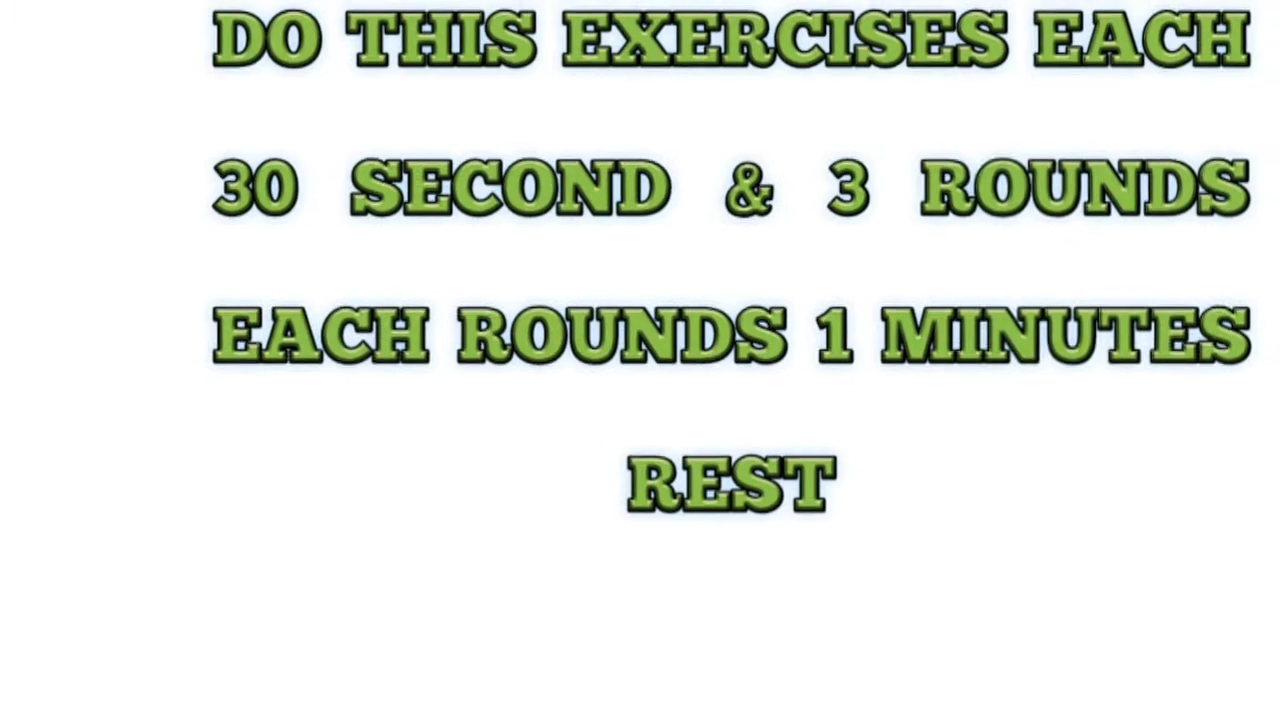 DO THIS EXERCISES EACH
30 SECOND & 3 ROUNDS
EACH ROUNDS 1 MINUTES
REST